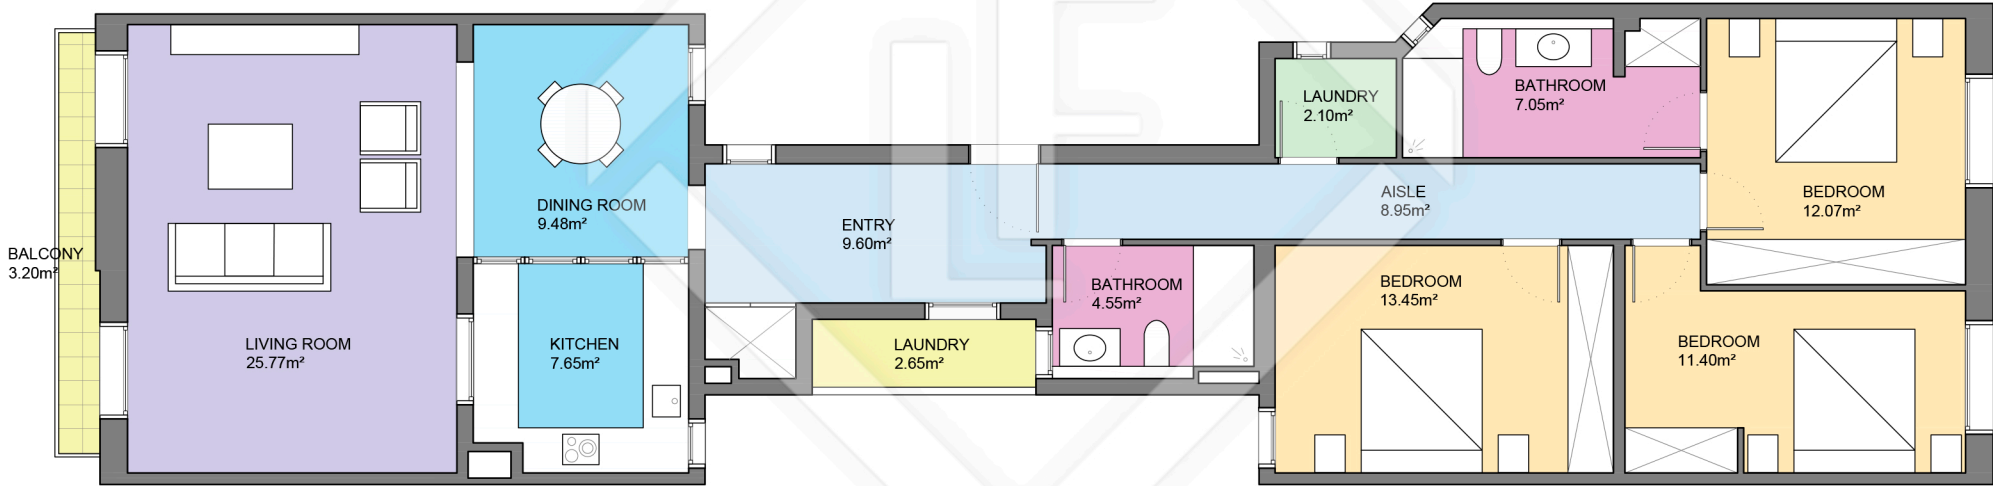 BALCONY
3.20m²
LIVING ROOM
25.77m²
DINING ROOM
9.48m²
KITCHEN
7.65m²
ENTRY
9.60m²
LAUNDRY
2.65m²
BATHROOM
4.55m²
LAUNDRY
2.10m²
BATHROOM
7.05m²
AISLE
8.95m²
BEDROOM
13.45m²
BEDROOM
12.07m²
BEDROOM
11.40m²